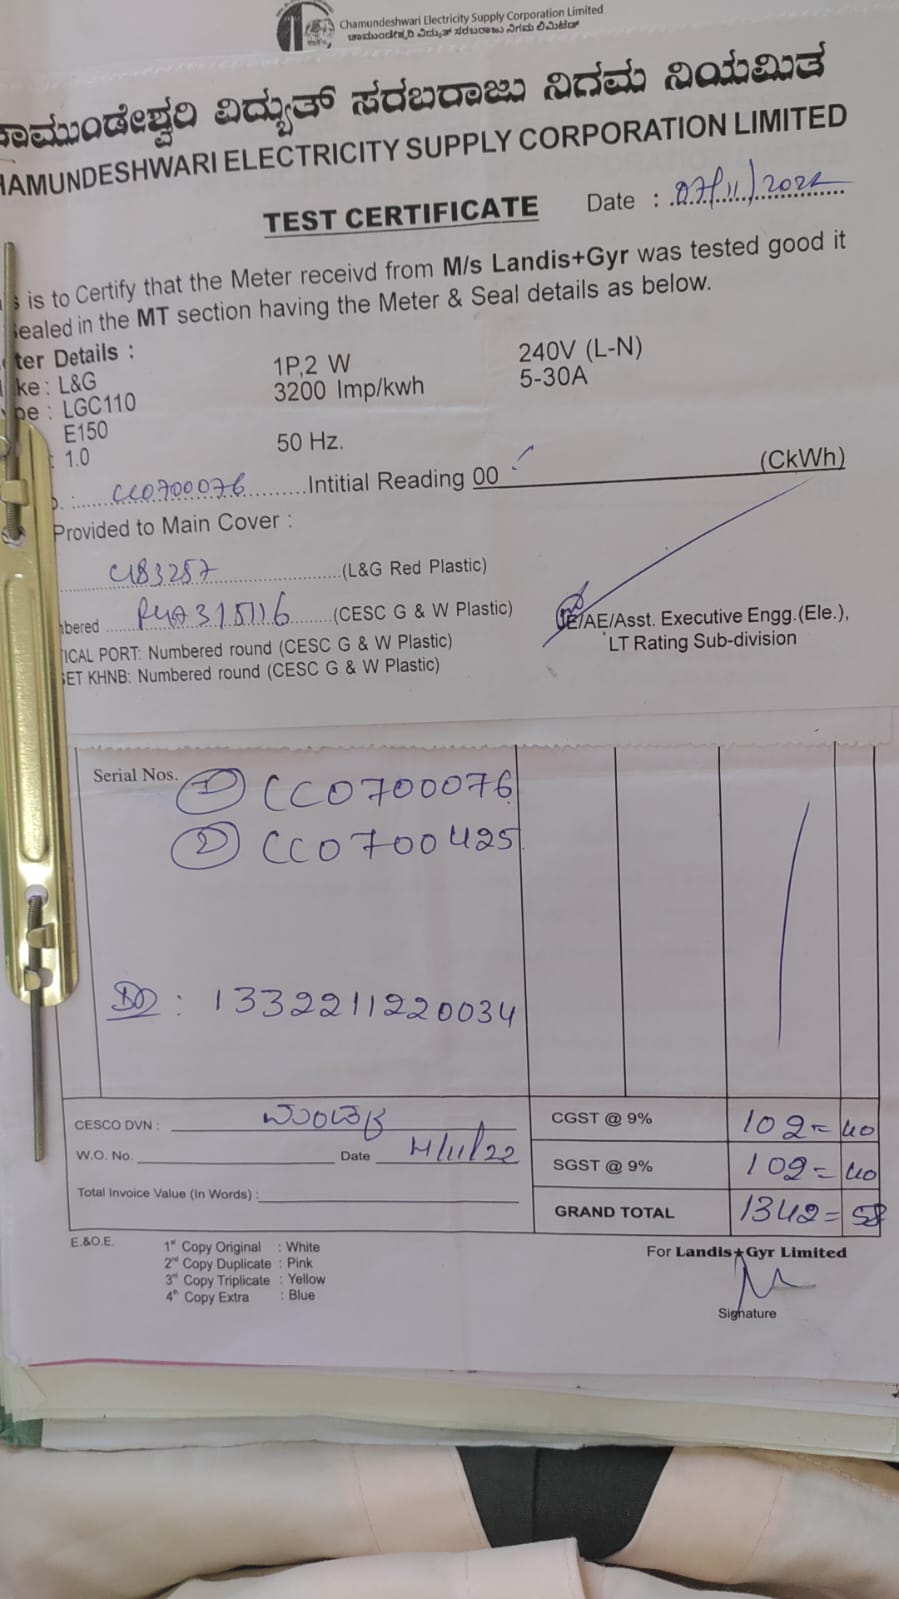 Chamundeshwari Electricity Supply Corporation Limited
ಚಾಮುಂಡೇಶ್ವರಿ ವಿದ್ಯುತ್ ಸರಬರಾಜು ನಿಗಮ ಲಿಮಿಟೆಡ್
ಚಾಮುಂಡೇಶ್ವರಿ ವಿದ್ಯುತ್ ಸರಬರಾಜು ನಿಗಮ ನಿಯಮಿತ
HAMUNDESHWARI ELECTRICITY SUPPLY CORPORATION LIMITED
TEST CERTIFICATE Date : 07/11/2022
s is to Certify that the Meter receivd from M/s Landis+Gyr was tested good it
sealed in the MT section having the Meter & Seal details as below.
ter Details :
ke : L&G 1P,2 W 240V (L-N)
pe : LGC110 3200 Imp/kwh 5-30A
E150
: 1.0 50 Hz.
. : CC0700076 Intitial Reading 00 (CkWh)
Provided to Main Cover :
C183257 (L&G Red Plastic)
bered 315116 (CESC G & W Plastic)
ICAL PORT: Numbered round (CESC G & W Plastic)
SET KHNB: Numbered round (CESC G & W Plastic)
JE/AE/Asst. Executive Engg.(Ele.),
LT Rating Sub-division
Serial Nos. 1 CC0700076
2 CC0700425
DO : 1332211220034
CESCO DVN : ಮಂಡ್ಯ CGST @ 9% 102=40
W.O. No. Date /11/22 SGST @ 9% 102=40
Total Invoice Value (In Words) : GRAND TOTAL 1342=58
E.&O.E. 1st Copy Original : White For Landis+Gyr Limited
2nd Copy Duplicate : Pink
3rd Copy Triplicate : Yellow
4th Copy Extra : Blue
Signature